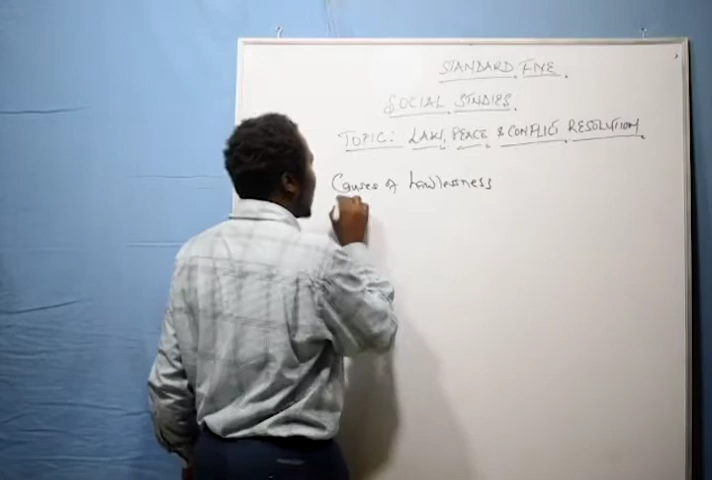 STANDARD FIVE.
SOCIAL STUDIES.
TOPIC: LAW, PEACE & CONFLICT RESOLUTION.
Causes of Lawlessness